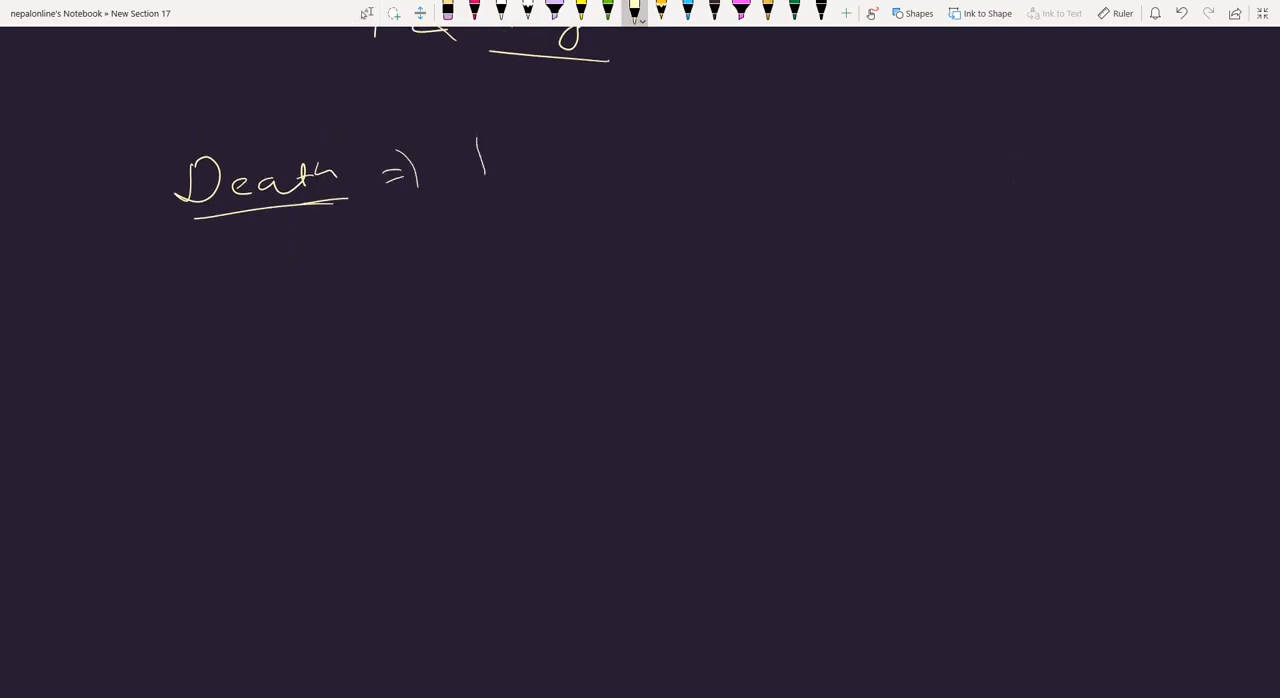 nepalonline's Notebook » New Section 17
Shapes Ink to Shape Ink to Text Ruler
Death ⇒